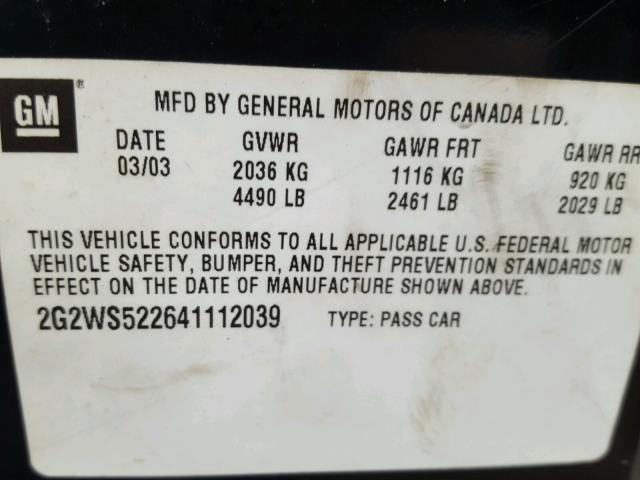 GM ®
MFD BY GENERAL MOTORS OF CANADA LTD.
DATE GVWR GAWR FRT GAWR RR
03/03 2036 KG 1116 KG 920 KG
4490 LB 2461 LB 2029 LB
THIS VEHICLE CONFORMS TO ALL APPLICABLE U.S. FEDERAL MOTOR
VEHICLE SAFETY, BUMPER, AND THEFT PREVENTION STANDARDS IN
EFFECT ON THE DATE OF MANUFACTURE SHOWN ABOVE.
2G2WS522641112039 TYPE: PASS CAR